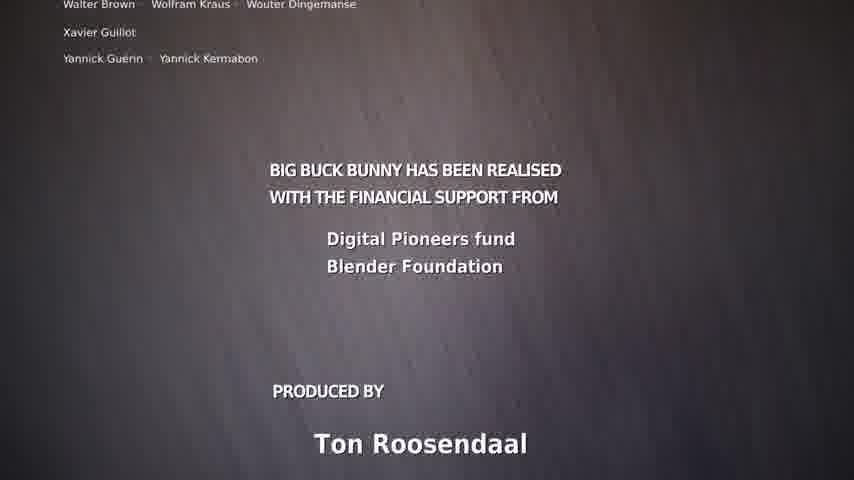 Walter Brown Wolfram Kraus Wouter Dingemanse
Xavier Guillot
Yannick Guérin Yannick Kermabon
BIG BUCK BUNNY HAS BEEN REALISED
WITH THE FINANCIAL SUPPORT FROM
Digital Pioneers fund
Blender Foundation
PRODUCED BY
Ton Roosendaal